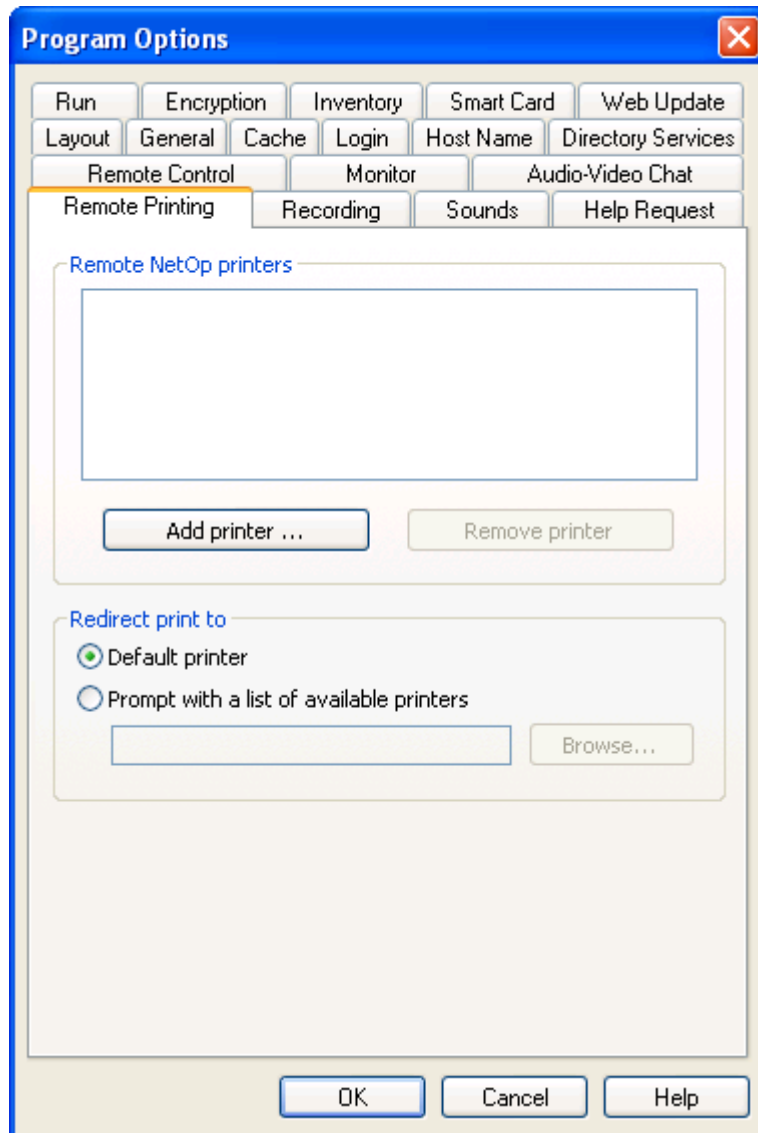 Program Options
Run Encryption Inventory Smart Card Web Update
Layout General Cache Login Host Name Directory Services
Remote Control Monitor Audio-Video Chat
Remote Printing Recording Sounds Help Request
Remote NetOp printers
Add printer ... Remove printer
Redirect print to
Default printer
Prompt with a list of available printers
Browse...
OK Cancel Help